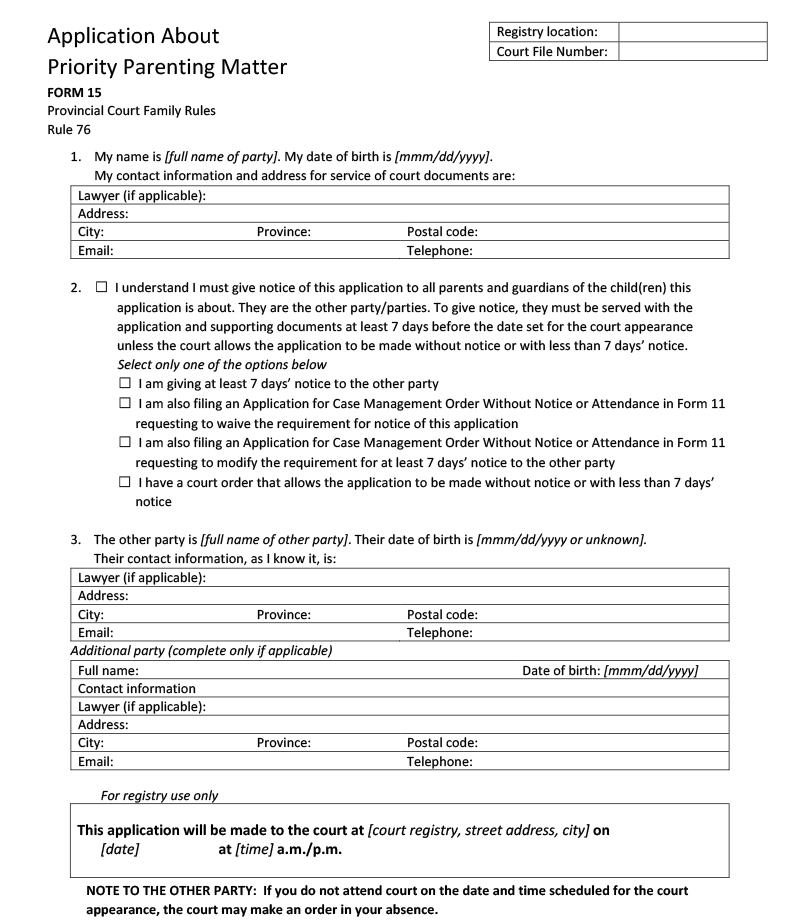 Application About
Priority Parenting Matter
Registry location:
Court File Number:
FORM 15
Provincial Court Family Rules
Rule 76
1. My name is [full name of party]. My date of birth is [mmm/dd/yyyy].
My contact information and address for service of court documents are:
Lawyer (if applicable):
Address:
City: Province: Postal code:
Email: Telephone:
2. ☐ I understand I must give notice of this application to all parents and guardians of the child(ren) this
application is about. They are the other party/parties. To give notice, they must be served with the
application and supporting documents at least 7 days before the date set for the court appearance
unless the court allows the application to be made without notice or with less than 7 days’ notice.
Select only one of the options below
☐ I am giving at least 7 days’ notice to the other party
☐ I am also filing an Application for Case Management Order Without Notice or Attendance in Form 11
requesting to waive the requirement for notice of this application
☐ I am also filing an Application for Case Management Order Without Notice or Attendance in Form 11
requesting to modify the requirement for at least 7 days’ notice to the other party
☐ I have a court order that allows the application to be made without notice or with less than 7 days’
notice
3. The other party is [full name of other party]. Their date of birth is [mmm/dd/yyyy or unknown].
Their contact information, as I know it, is:
Lawyer (if applicable):
Address:
City: Province: Postal code:
Email: Telephone:
Additional party (complete only if applicable)
Full name: Date of birth: [mmm/dd/yyyy]
Contact information
Lawyer (if applicable):
Address:
City: Province: Postal code:
Email: Telephone:
For registry use only
This application will be made to the court at [court registry, street address, city] on
[date] at [time] a.m./p.m.
NOTE TO THE OTHER PARTY: If you do not attend court on the date and time scheduled for the court
appearance, the court may make an order in your absence.